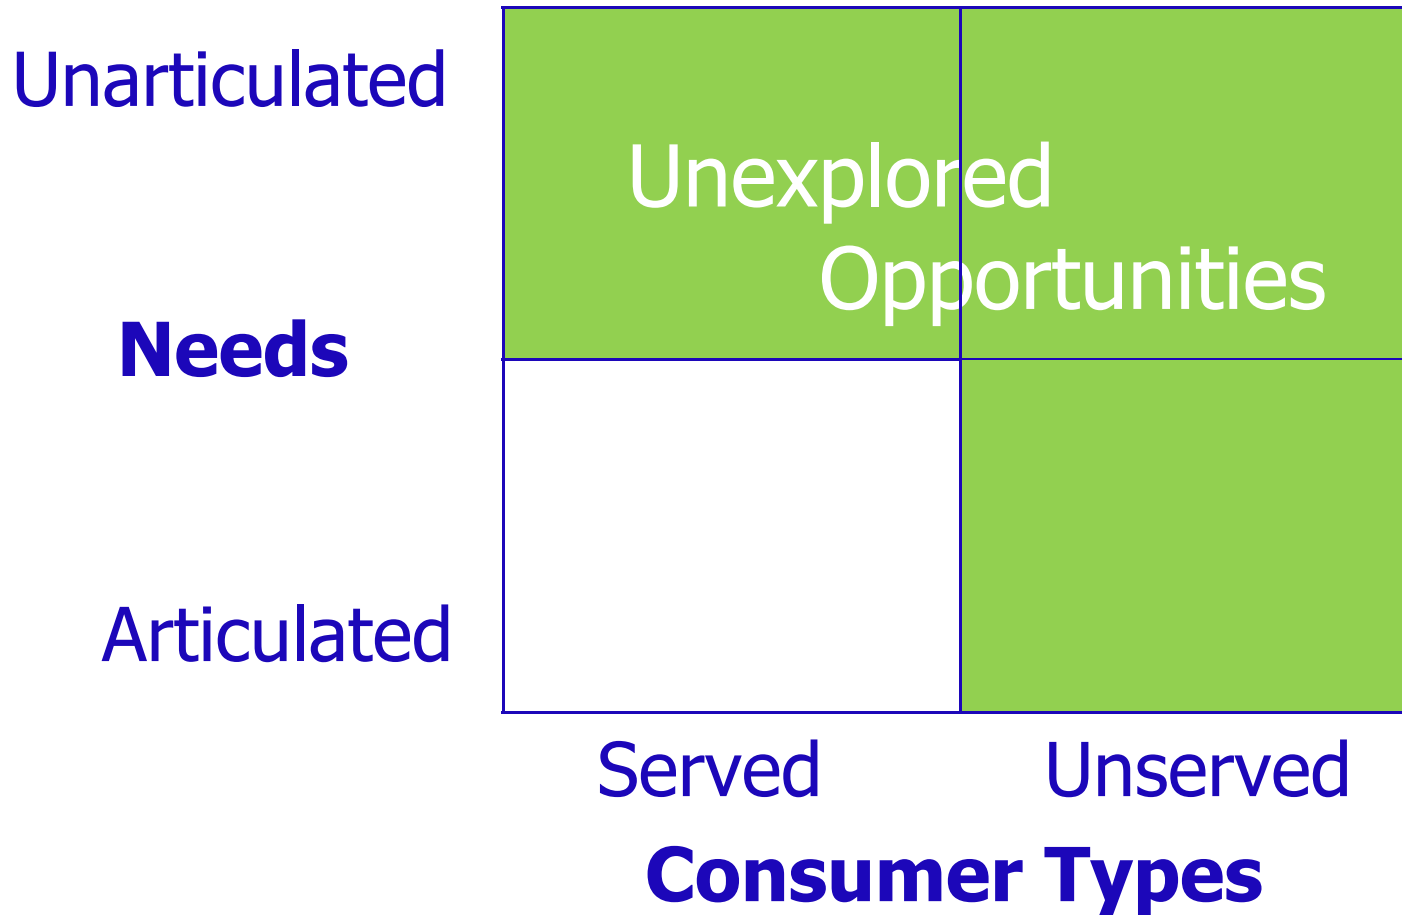 Unarticulated
Unexplored
Opportunities
Needs
Articulated
Served
Unserved
Consumer Types